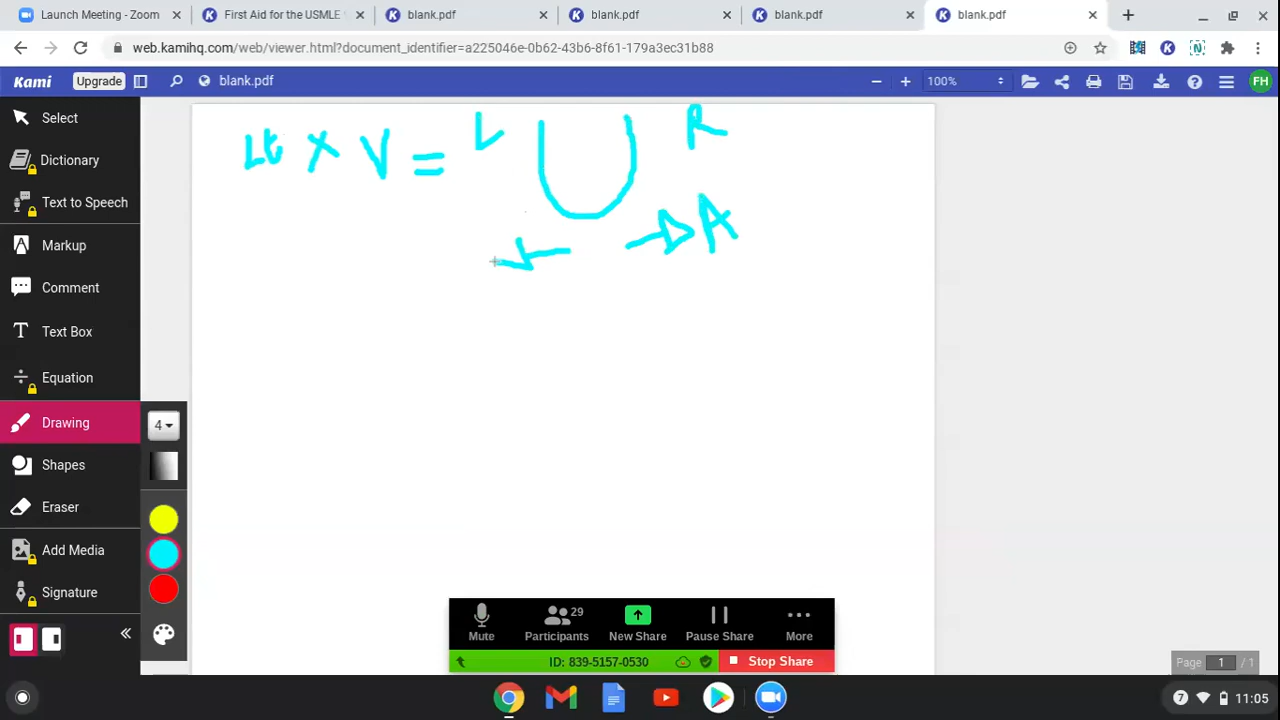 Launch Meeting - Zoom
First Aid for the USMLE
blank.pdf
blank.pdf
blank.pdf
blank.pdf
web.kamihq.com/web/viewer.html?document_identifier=a225046e-0b62-43b6-8f61-179a3ec31b88
Kami Upgrade blank.pdf 100% FH
Select
Dictionary
Text to Speech
Markup
Comment
Text Box
Equation
Drawing
4
Shapes
Eraser
Add Media
Signature
Lt X V = L R
A
29
Mute Participants New Share Pause Share More
ID: 839-5157-0530 Stop Share
Page 1 / 1
7 11:05